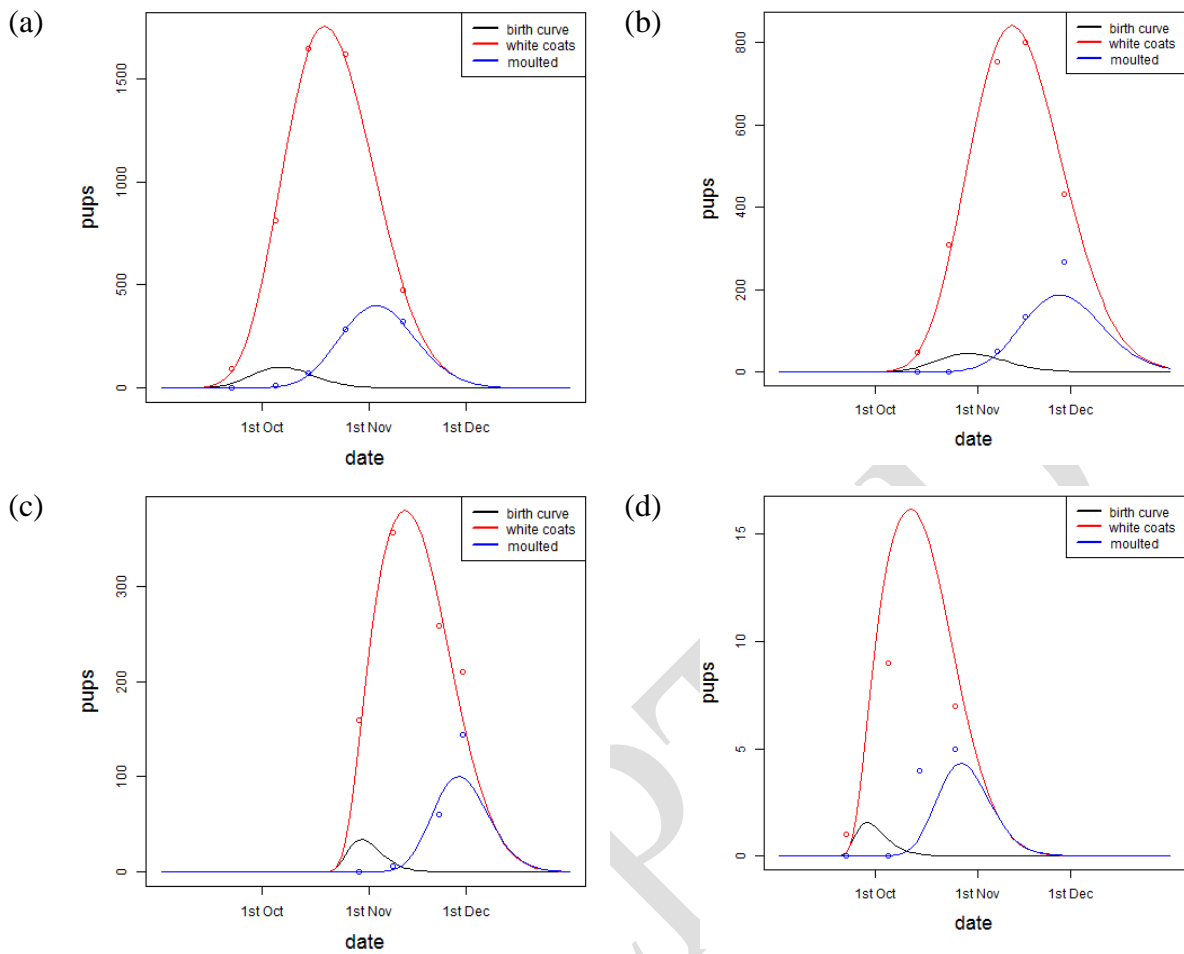 (a)
birth curve
white coats
moulted
pups
0
500
1000
1500
1st Oct
1st Nov
1st Dec
date
(b)
birth curve
white coats
moulted
pups
0
200
400
600
800
1st Oct
1st Nov
1st Dec
date
(c)
birth curve
white coats
moulted
pups
0
100
200
300
1st Oct
1st Nov
1st Dec
date
(d)
birth curve
white coats
moulted
pups
0
5
10
15
1st Oct
1st Nov
1st Dec
date